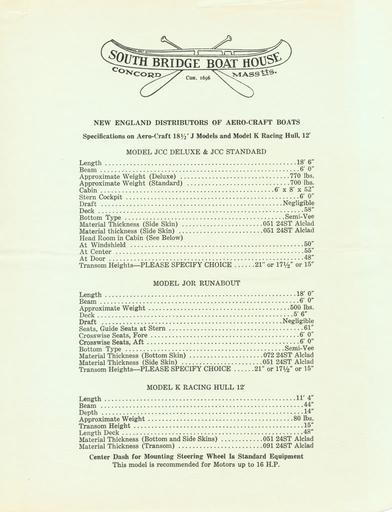 SOUTH BRIDGE BOAT HOUSE
CONCORD Cun. 1696 MASStts.
NEW ENGLAND DISTRIBUTORS OF AERO-CRAFT BOATS
Specifications on Aero-Craft 18½' J Models and Model K Racing Hull, 12'
MODEL JCC DELUXE & JCC STANDARD
Length ......18' 6"
Beam ......6' 0"
Approximate Weight (Deluxe) ......770 lbs.
Approximate Weight (Standard) ......700 lbs.
Cabin ......6' x 8' x 52"
Stern Cockpit ......6' 0"
Draft ......Negligible
Deck ......58"
Bottom Type ......Semi-Vee
Material Thickness (Side Skin) ......051 24ST Alclad
Material thickness (Side Skin) ......051 24ST Alclad
Head Room in Cabin (See Below)
At Windshield ......50"
At Center ......55"
At Door ......48"
Transom Heights—PLEASE SPECIFY CHOICE ......21" or 17½" or 15"
MODEL JOR RUNABOUT
Length ......18' 0"
Beam ......6' 0"
Approximate Weight ......500 lbs.
Deck ......5' 6"
Draft ......Negligible
Seats, Guide Seats at Stern ......61"
Crosswise Seats, Fore ......6' 0"
Crosswise Seats, Aft ......6' 0"
Bottom Type ......Semi-Vee
Material Thickness (Bottom Skin) ......072 24ST Alclad
Material Thickness (Side Skin) ......051 24ST Alclad
Transom Heights—PLEASE SPECIFY CHOICE ......21" or 17½" or 15"
MODEL K RACING HULL 12'
Length ......11' 4"
Beam ......44"
Depth ......14"
Approximate Weight ......80 lbs.
Transom Height ......15"
Length Deck ......48"
Material Thickness (Bottom and Side Skins) ......051 24ST Alclad
Material Thickness (Transom) ......091 24ST Alclad
Center Dash for Mounting Steering Wheel Is Standard Equipment
This model is recommended for Motors up to 16 H.P.